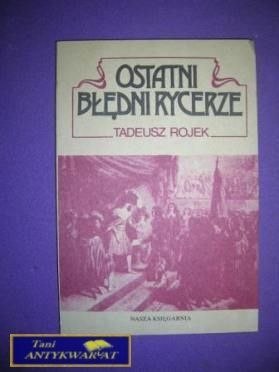 OSTATNI
BŁĘDNI RYCERZE
TADEUSZ ROJEK
NASZA KSIĘGARNIA
Tani
ANTYKWARIAT